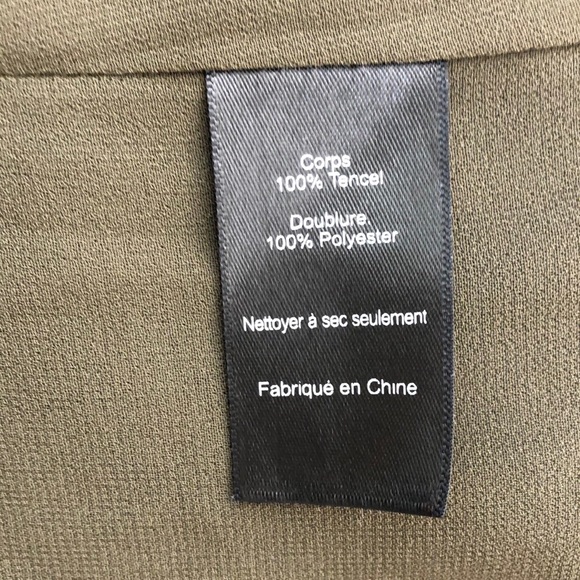 Corps
100% Tencel
Doublure
100% Polyester
Nettoyer à sec seulement
Fabriqué en Chine